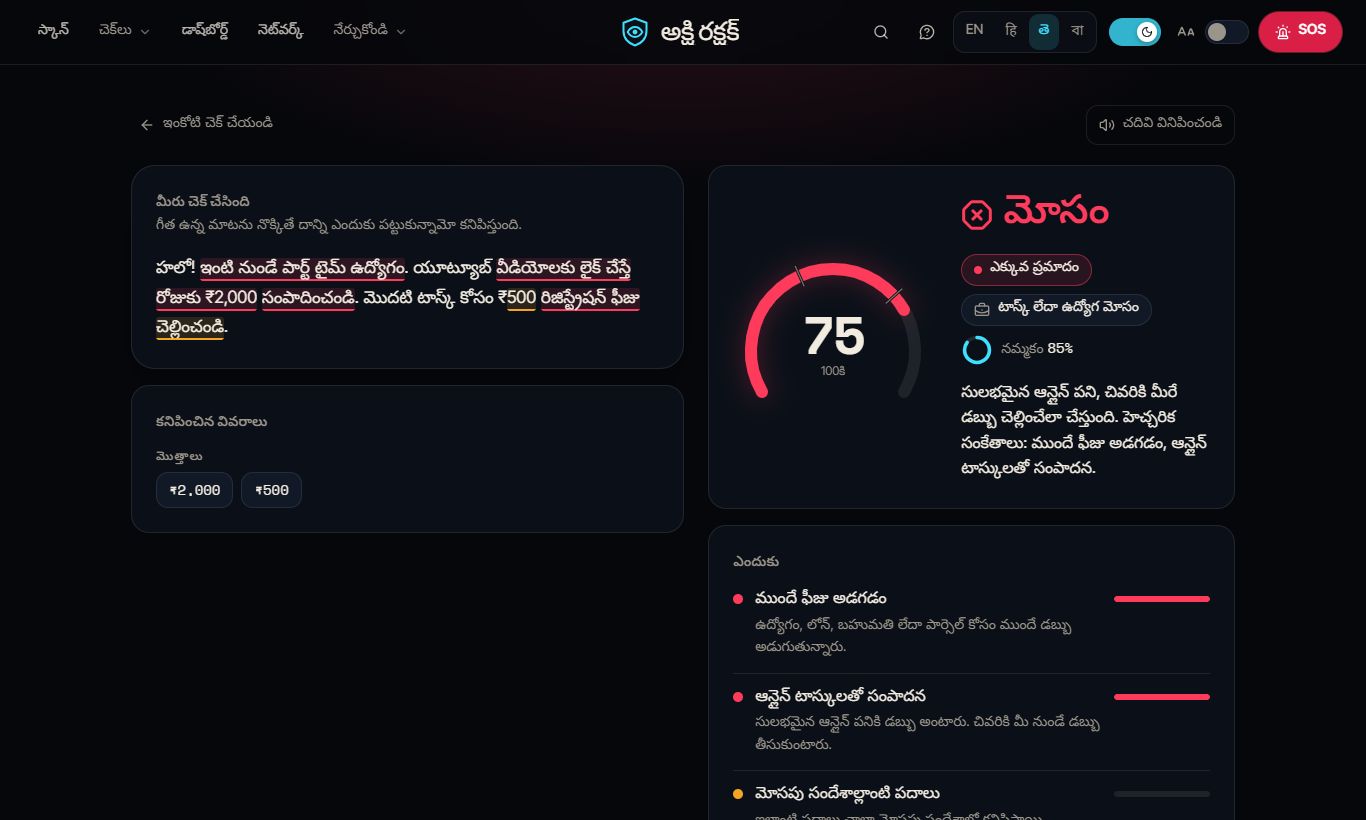 స్కాన్ చెక్‌లు డాష్‌బోర్డ్ నెట్‌వర్క్ నేర్చుకోండి అక్షి రక్షక్ EN हि తె বা AA SOS
ఇంకోటి చెక్ చేయండి
చదివి వినిపించండి
మీరు చెక్ చేసింది
గీత ఉన్న మాటను నొక్కితే దాన్ని ఎందుకు పట్టుకున్నామో కనిపిస్తుంది.
హలో! ఇంటి నుండే పార్ట్ టైమ్ ఉద్యోగం. యూట్యూబ్ వీడియోలకు లైక్ చేస్తే
రోజుకు ₹2,000 సంపాదించండి. మొదటి టాస్క్ కోసం ₹500 రిజిస్ట్రేషన్ ఫీజు
చెల్లించండి.
కనిపించిన వివరాలు
మొత్తాలు
₹2,000 ₹500
75
100కి
మోసం
ఎక్కువ ప్రమాదం
టాస్క్ లేదా ఉద్యోగ మోసం
నమ్మకం 85%
సులభమైన ఆన్లైన్ పని, చివరికి మీరే
డబ్బు చెల్లించేలా చేస్తుంది. హెచ్చరిక
సంకేతాలు: ముందే ఫీజు అడగడం, ఆన్లైన్
టాస్కులతో సంపాదన.
ఎందుకు
ముందే ఫీజు అడగడం
ఉద్యోగం, లోన్, బహుమతి లేదా పార్సెల్ కోసం ముందే డబ్బు
అడుగుతున్నారు.
ఆన్లైన్ టాస్కులతో సంపాదన
సులభమైన ఆన్లైన్ పనికి డబ్బు అంటారు. చివరికి మీ నుండే డబ్బు
తీసుకుంటారు.
మోసపు సందేశాల్లాంటి పదాలు